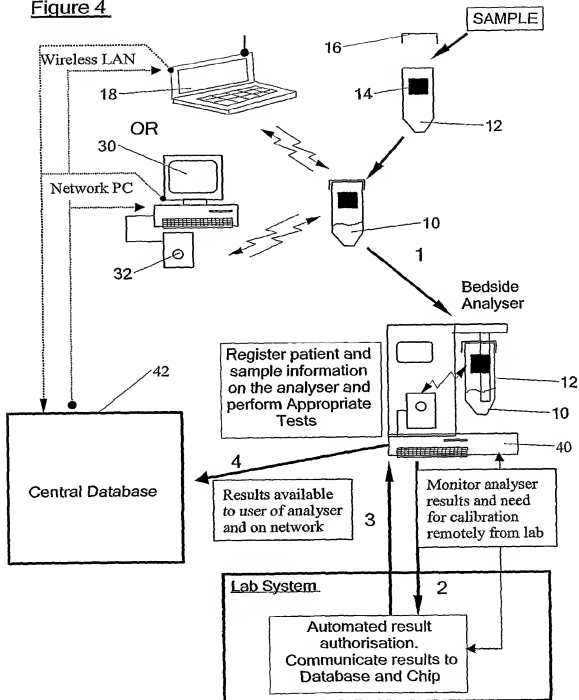 Figure 4
SAMPLE
16
Wireless LAN
18
14
12
OR
30
Network PC
10
32
1
Bedside
Analyser
Register patient and
sample information
on the analyser and
perform Appropriate
Tests
42
12
10
40
Central Database
4
Results available
to user of analyser
and on network
3
Monitor analyser
results and need
for calibration
remotely from lab
2
Lab System
Automated result
authorisation.
Communicate results to
Database and Chip